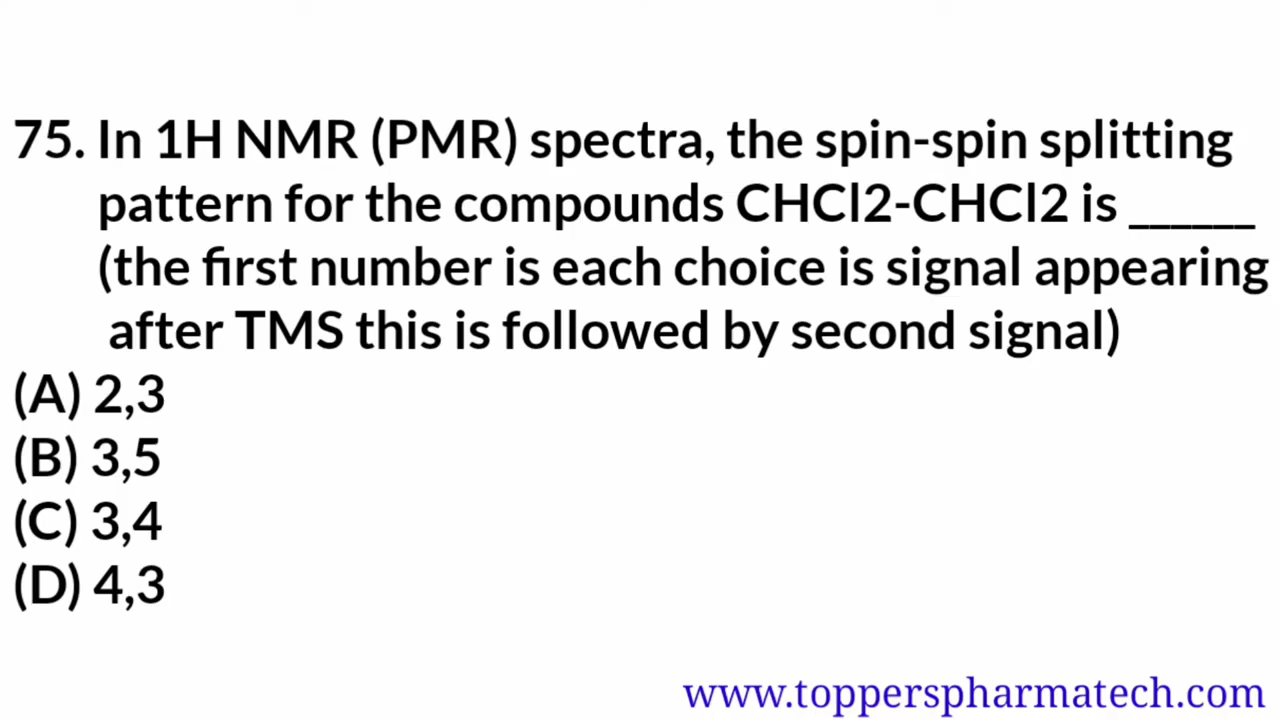 75. In 1H NMR (PMR) spectra, the spin-spin splitting
pattern for the compounds CHCl2-CHCl2 is ______
(the first number is each choice is signal appearing
after TMS this is followed by second signal)
(A) 2,3
(B) 3,5
(C) 3,4
(D) 4,3
www.topperspharmatech.com